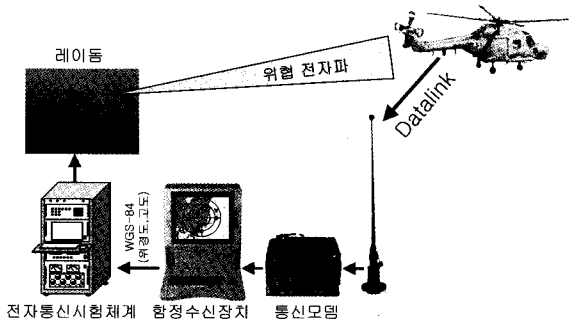 레이돔
위협 전자파
Datalink
WGS-84
(위,경도,고도)
전자통신시험체계
함정수신장치
통신모뎀